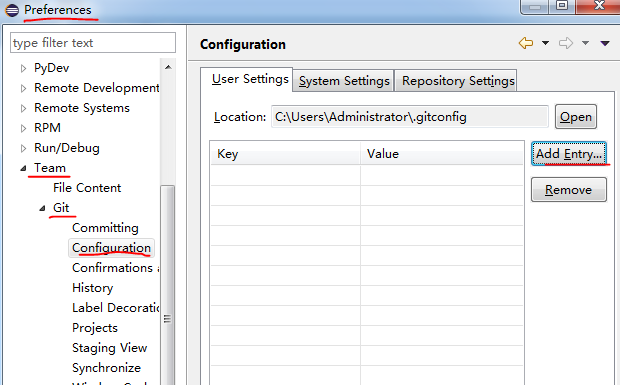 Preferences
type filter text
PyDev
Remote Development
Remote Systems
RPM
Run/Debug
Team
File Content
Git
Committing
Configuration
Confirmations a
History
Label Decoratio
Projects
Staging View
Synchronize
Configuration
User Settings System Settings Repository Settings
Location: C:\Users\Administrator\.gitconfig Open
Key Value
Add Entry...
Remove